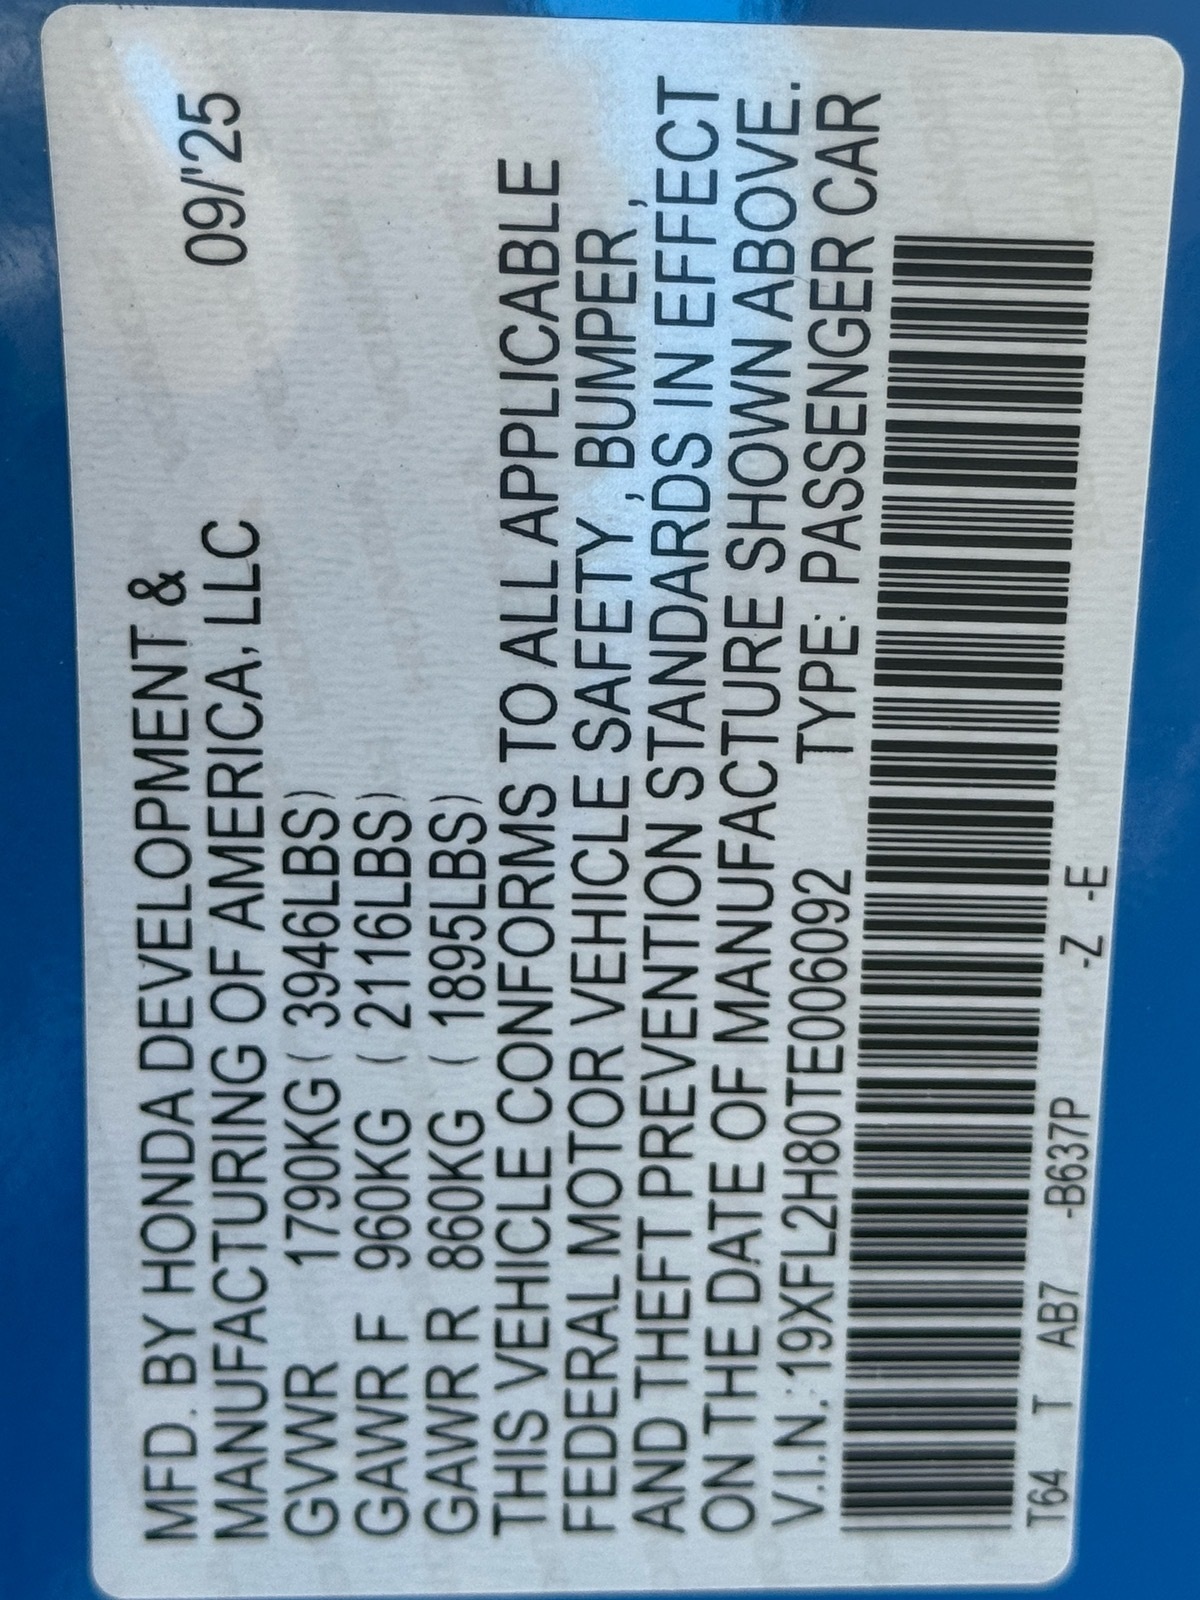 MFD. BY HONDA DEVELOPMENT &
MANUFACTURING OF AMERICA, LLC 09/'25
GVWR 1790KG ( 3946LBS)
GAWR F 960KG ( 2116LBS)
GAWR R 860KG ( 1895LBS)
THIS VEHICLE CONFORMS TO ALL APPLICABLE
FEDERAL MOTOR VEHICLE SAFETY , BUMPER ,
AND THEFT PREVENTION STANDARDS IN EFFECT
ON THE DATE OF MANUFACTURE SHOWN ABOVE.
V.I.N.: 19XFL2H80TE006092 TYPE: PASSENGER CAR
T64 T AB7 -B637P -Z -E